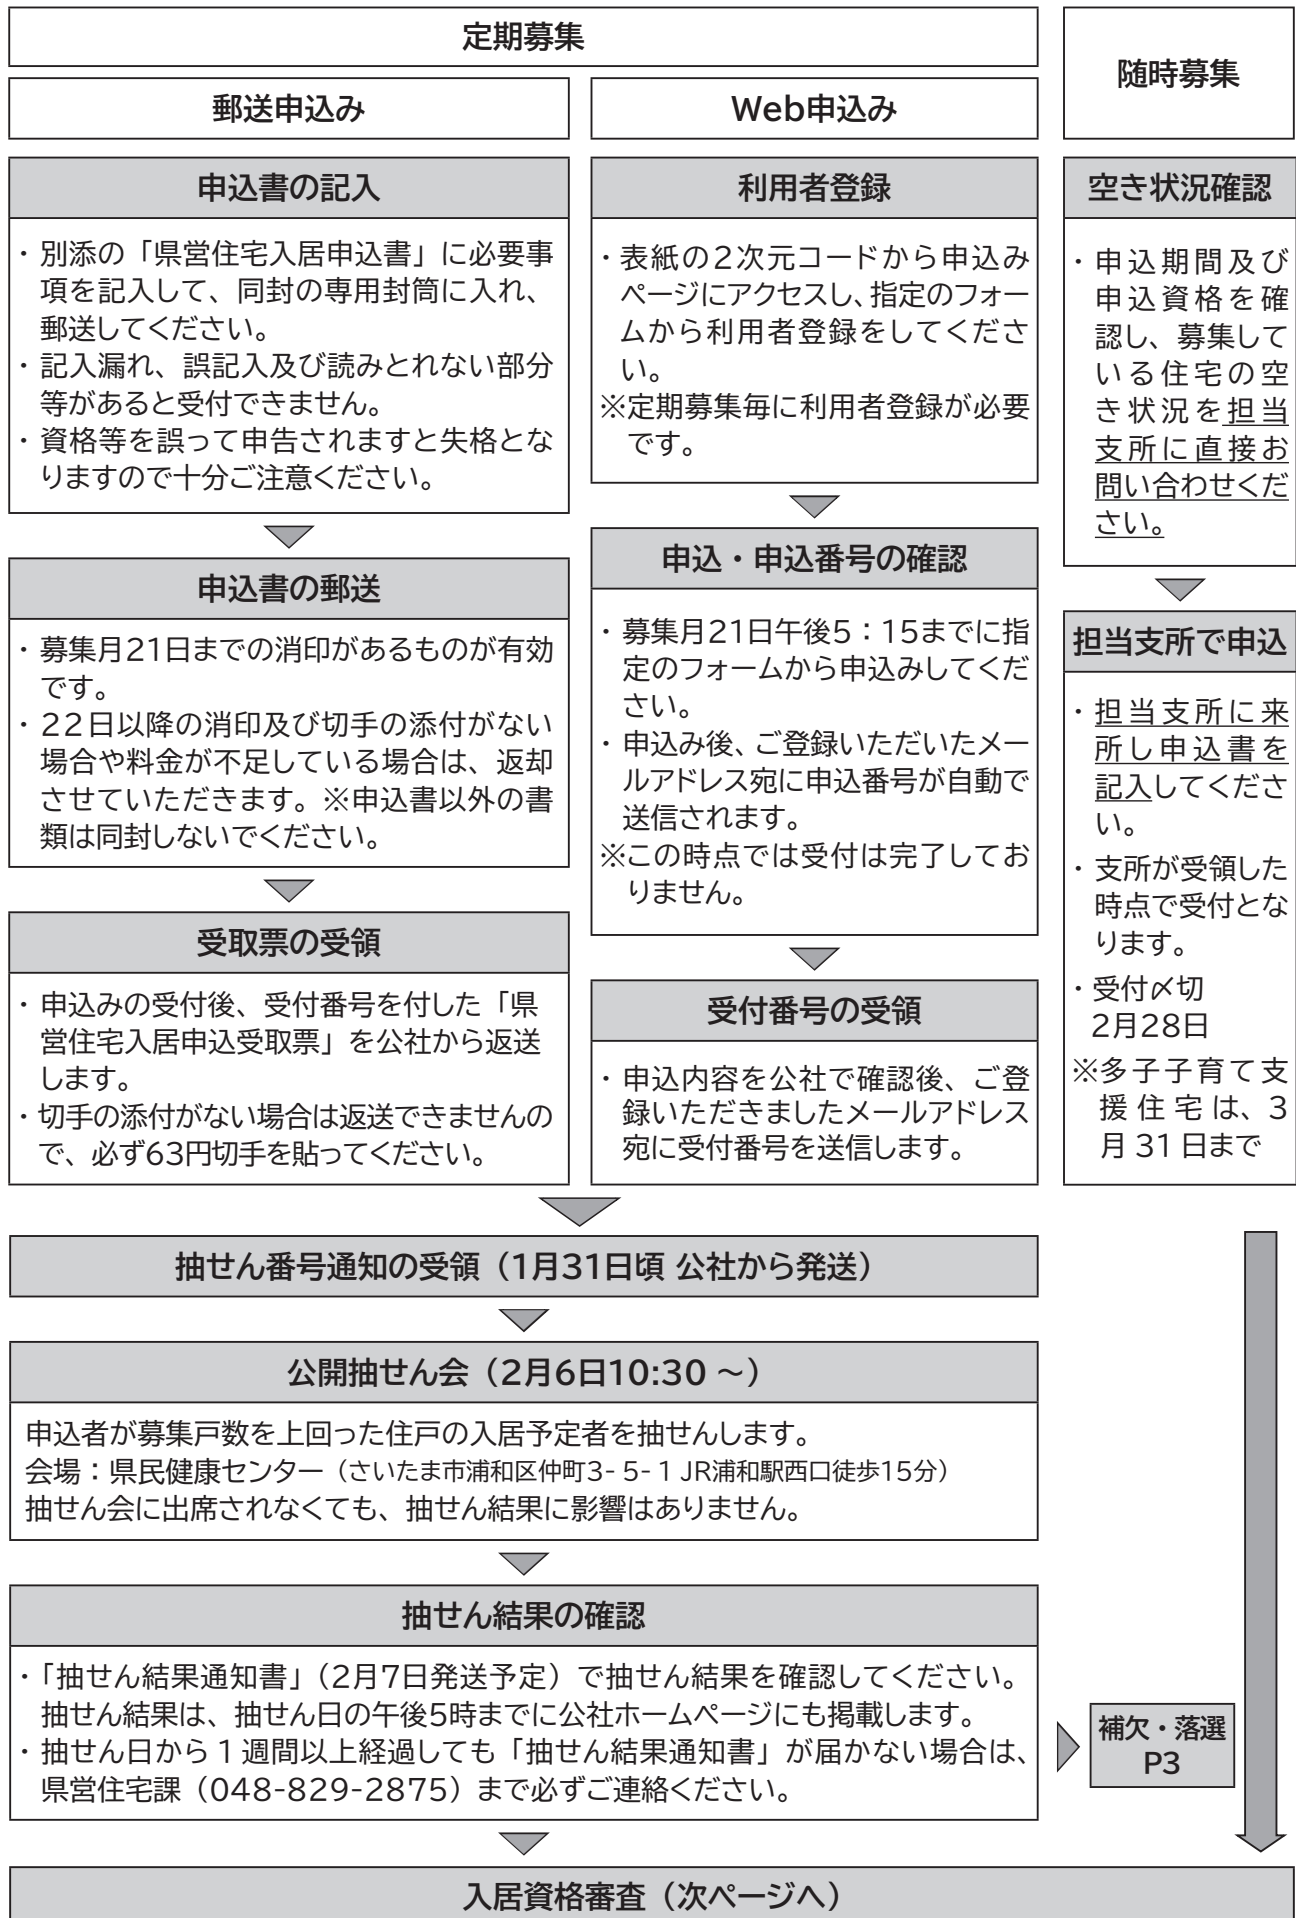 定期募集
郵送申込み
申込書の記入
・別添の「県営住宅入居申込書」に必要事
項を記入して、同封の専用封筒に入れ、
郵送してください。
・記入漏れ、誤記入及び読みとれない部分
等があると受付できません。
・資格等を誤って申告されますと失格とな
りますので十分ご注意ください。
申込書の郵送
・募集月21日までの消印があるものが有効
です。
・22日以降の消印及び切手の添付がない
場合や料金が不足している場合は、返却
させていただきます。※申込書以外の書
類は同封しないでください。
受取票の受領
・申込みの受付後、受付番号を付した「県
営住宅入居申込受取票」を公社から返送
します。
・切手の添付がない場合は返送できませんの
で、必ず63円切手を貼ってください。
Web申込み
利用者登録
・表紙の2次元コードから申込み
ページにアクセスし、指定のフォー
ムから利用者登録をしてくださ
い。
※定期募集毎に利用者登録が必要
です。
申込・申込番号の確認
・募集月21日午後5：15までに指
定のフォームから申込みしてくだ
さい。
・申込み後、ご登録いただいたメー
ルアドレス宛に申込番号が自動で
送信されます。
※この時点では受付は完了してお
りません。
受付番号の受領
・申込内容を公社で確認後、ご登
録いただきましたメールアドレス
宛に受付番号を送信します。
随時募集
空き状況確認
・申込期間及び
申込資格を確
認し、募集して
いる住宅の空
き状況を担当
支所に直接お
問い合わせくだ
さい。
担当支所で申込
・担当支所に来
所し申込書を
記入してくださ
い。
・支所が受領した
時点で受付とな
ります。
・受付〆切
2月28日
※多子子育て支
援住宅は、3
月31日まで
抽せん番号通知の受領（1月31日頃 公社から発送）
公開抽せん会（2月6日10:30 ～）
申込者が募集戸数を上回った住戸の入居予定者を抽せんします。
会場：県民健康センター（さいたま市浦和区仲町3-5-1 JR浦和駅西口徒歩15分）
抽せん会に出席されなくても、抽せん結果に影響はありません。
抽せん結果の確認
・「抽せん結果通知書」（2月7日発送予定）で抽せん結果を確認してください。
抽せん結果は、抽せん日の午後5時までに公社ホームページにも掲載します。
・抽せん日から1週間以上経過しても「抽せん結果通知書」が届かない場合は、
県営住宅課（048-829-2875）まで必ずご連絡ください。
補欠・落選
P3
入居資格審査（次ページへ）